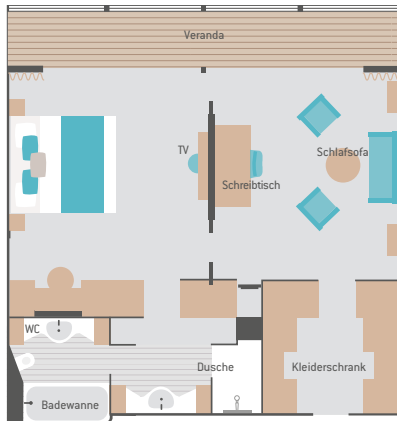 Veranda
TV
Schlafsofa
Schreibtisch
WC
Dusche
Kleiderschrank
Badewanne